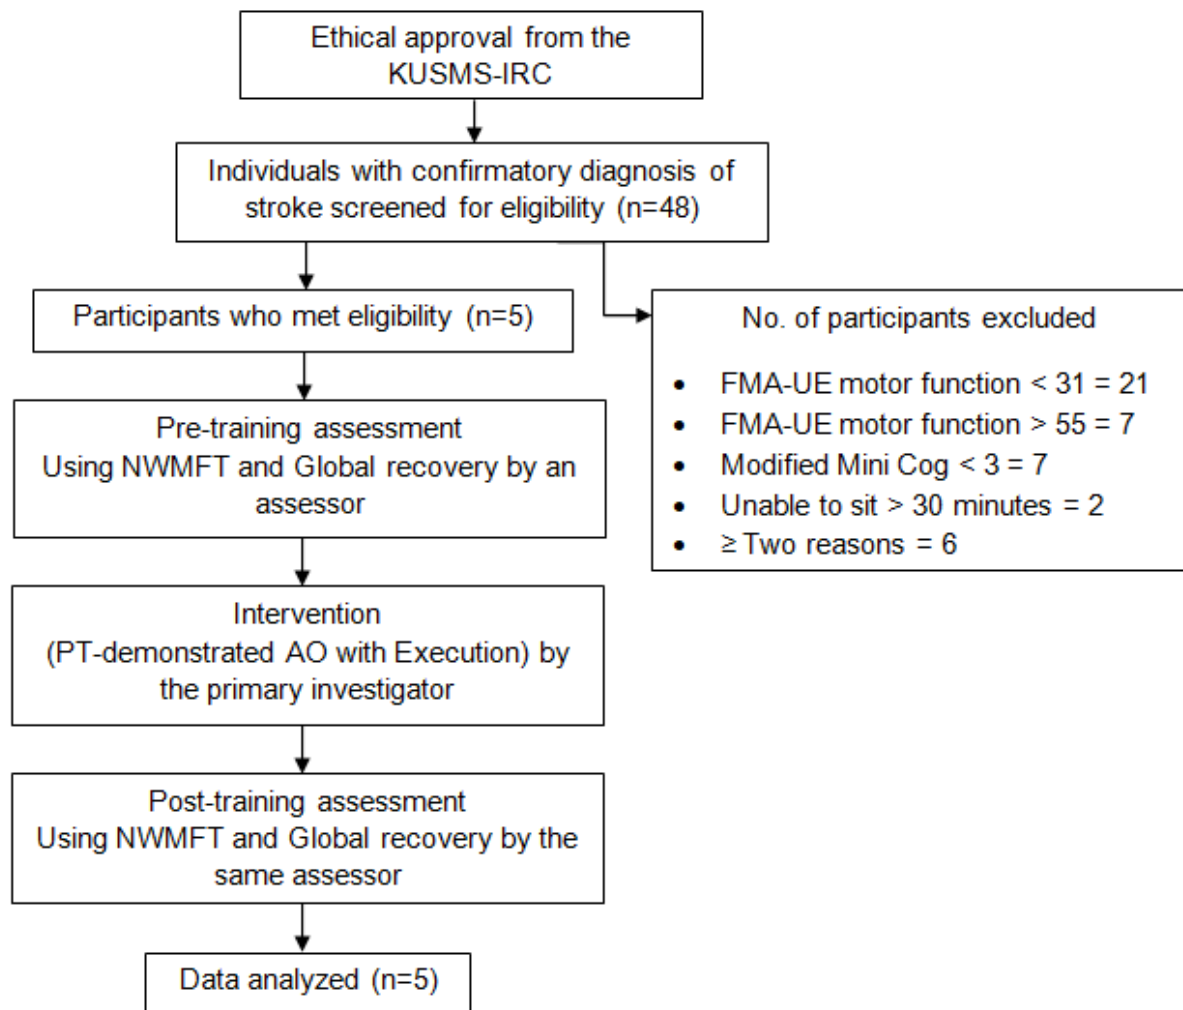 Ethical approval from the
KUSMS-IRC
Individuals with confirmatory diagnosis of
stroke screened for eligibility (n=48)
Participants who met eligibility (n=5)
No. of participants excluded
• FMA-UE motor function < 31 = 21
• FMA-UE motor function > 55 = 7
• Modified Mini Cog < 3 = 7
• Unable to sit > 30 minutes = 2
• ≥ Two reasons = 6
Pre-training assessment
Using NWMFT and Global recovery by an
assessor
Intervention
(PT-demonstrated AO with Execution) by
the primary investigator
Post-training assessment
Using NWMFT and Global recovery by the
same assessor
Data analyzed (n=5)